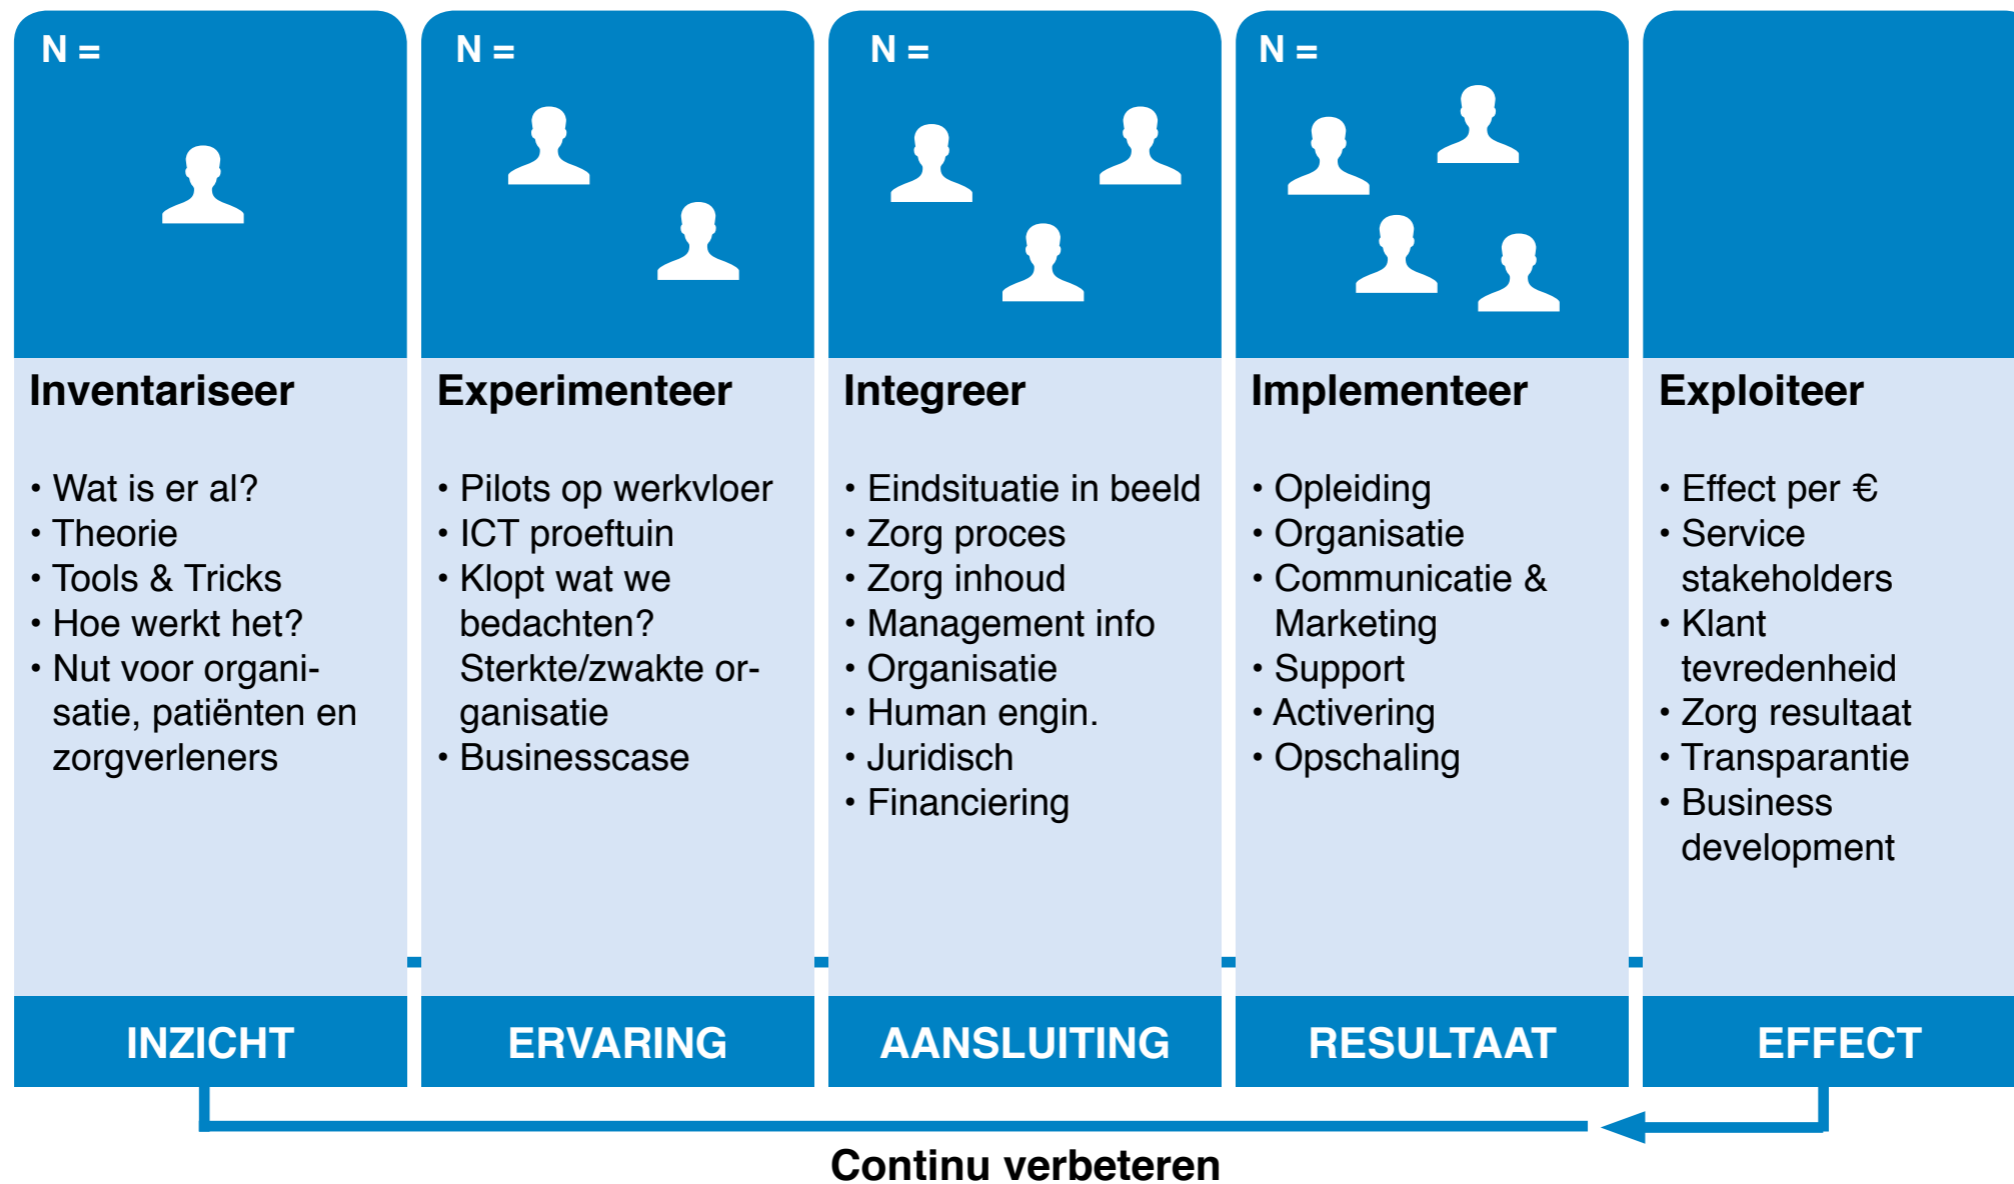 N =
N =
N =
N =
Inventariseer
• Wat is er al?
• Theorie
• Tools & Tricks
• Hoe werkt het?
• Nut voor organi-
satie, patiënten en
zorgverleners
INZICHT
Experimenteer
• Pilots op werkvloer
• ICT proeftuin
• Klopt wat we
bedachten?
Sterkte/zwakte or-
ganisatie
• Businesscase
ERVARING
Integreer
• Eindsituatie in beeld
• Zorg proces
• Zorg inhoud
• Management info
• Organisatie
• Human engin.
• Juridisch
• Financiering
AANSLUITING
Implementeer
• Opleiding
• Organisatie
• Communicatie &
Marketing
• Support
• Activering
• Opschaling
RESULTAAT
Exploiteer
• Effect per €
• Service
stakeholders
• Klant
tevredenheid
• Zorg resultaat
• Transparantie
• Business
development
EFFECT
Continu verbeteren